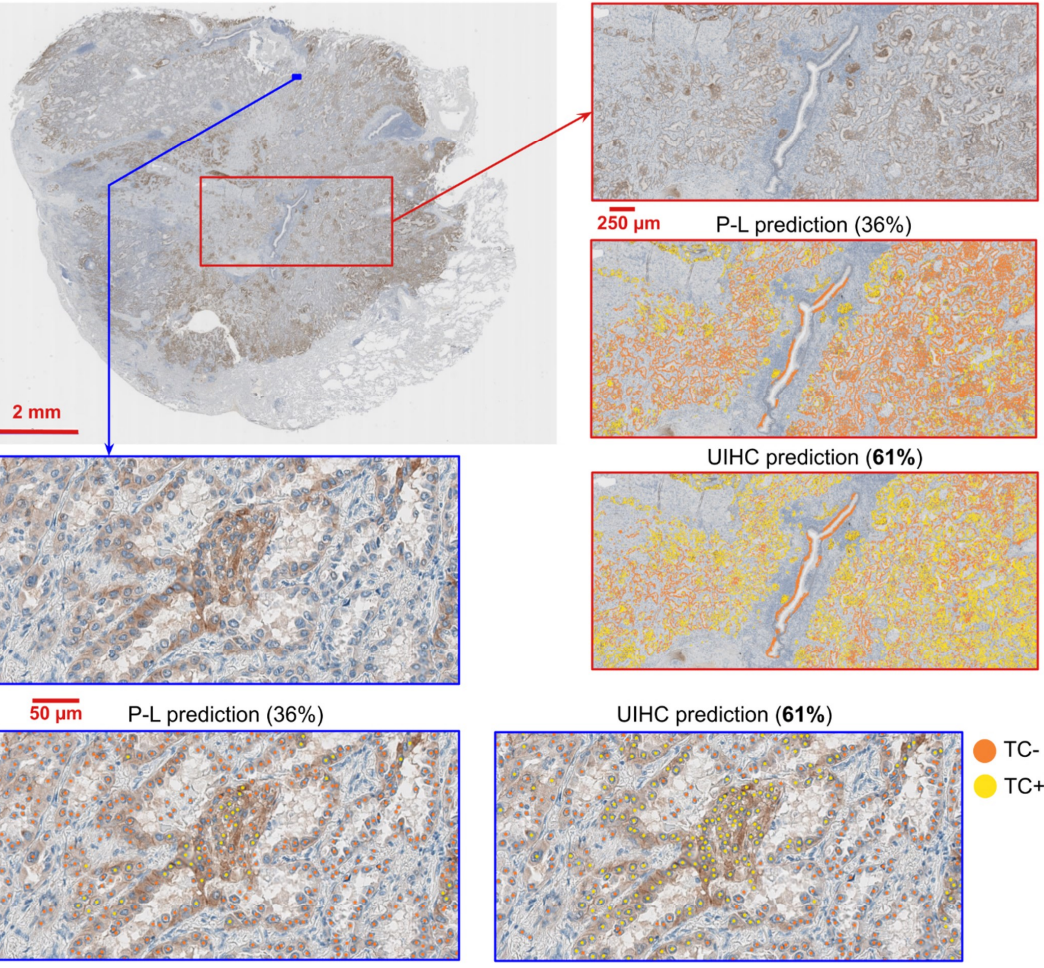 250 µm
P-L prediction (36%)
2 mm
UIHC prediction (61%)
50 µm
P-L prediction (36%)
UIHC prediction (61%)
TC-
TC+